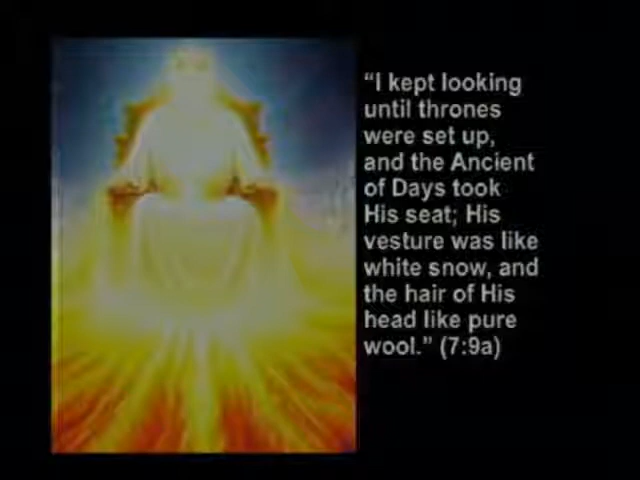 “I kept looking
until thrones
were set up,
and the Ancient
of Days took
His seat; His
vesture was like
white snow, and
the hair of His
head like pure
wool.” (7:9a)